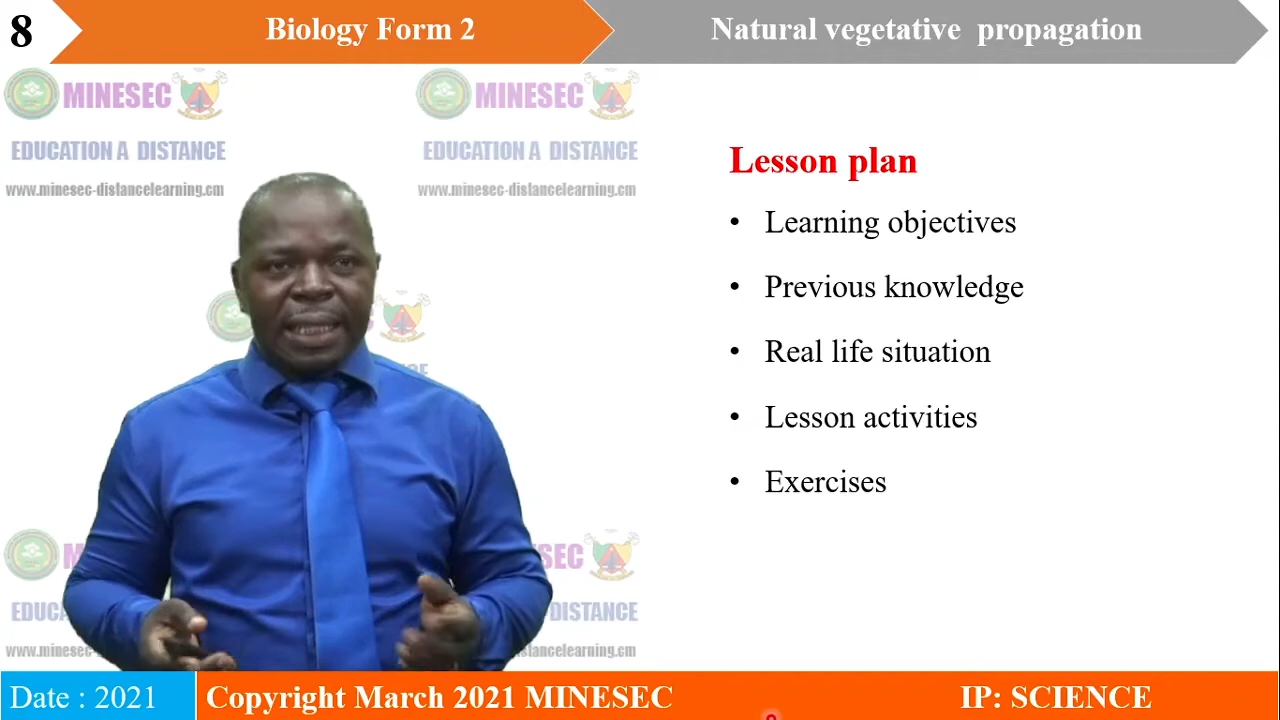 8
Biology Form 2
Natural vegetative propagation
MINESEC
MINESEC
EDUCATION A DISTANCE
EDUCATION A DISTANCE
www.minesec-distancelearning.cm
www.minesec-distancelearning.cm
Lesson plan
• Learning objectives
• Previous knowledge
• Real life situation
• Lesson activities
• Exercises
Date : 2021
Copyright March 2021 MINESEC
IP: SCIENCE